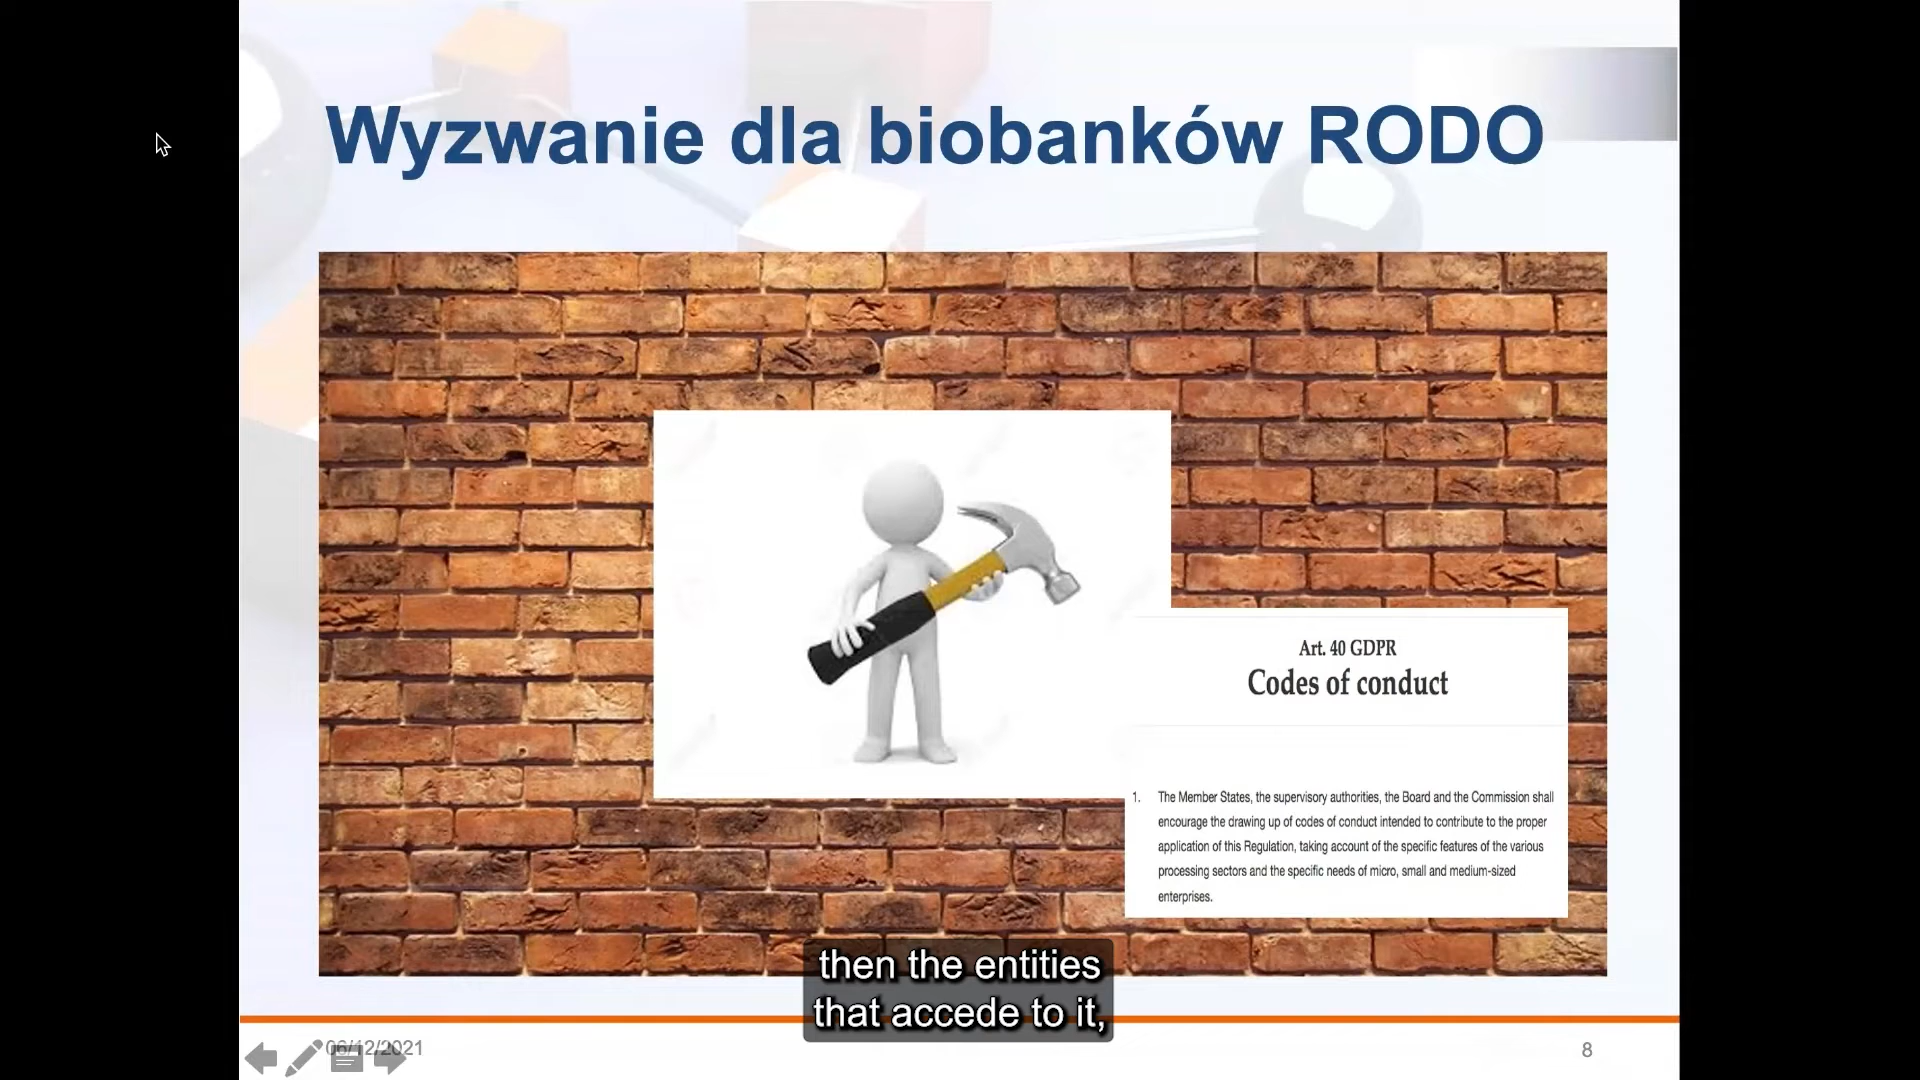 Wyzwanie dla biobanków RODO
Art. 40 GDPR
Codes of conduct
1. The Member States, the supervisory authorities, the Board and the Commission shall
encourage the drawing up of codes of conduct intended to contribute to the proper
application of this Regulation, taking account of the specific features of the various
processing sectors and the specific needs of micro, small and medium-sized
enterprises.
then the entities
that accede to it,
06/12/2021
8